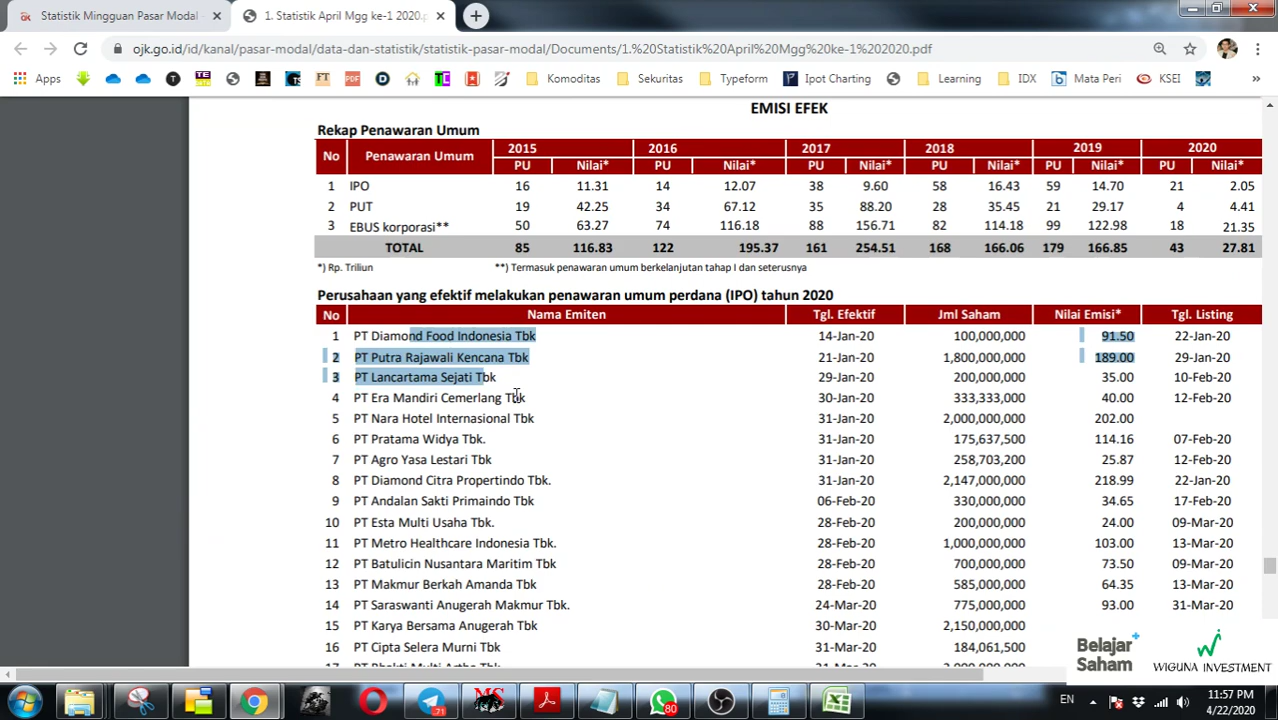 Statistik Mingguan Pasar Modal
1. Statistik April Mgg ke-1 2020.p
ojk.go.id/id/kanal/pasar-modal/data-dan-statistik/statistik-pasar-modal/Documents/1.%20Statistik%20April%20Mgg%20ke-1%202020.pdf
Apps TE FT PDF Komoditas Sekuritas Typeform Ipot Charting Learning IDX Mata Peri KSEI »
EMISI EFEK
Rekap Penawaran Umum
No Penawaran Umum 2015 2016 2017 2018 2019 2020
PU Nilai* PU Nilai* PU Nilai* PU Nilai* PU Nilai* PU Nilai*
1 IPO 16 11.31 14 12.07 38 9.60 58 16.43 59 14.70 21 2.05
2 PUT 19 42.25 34 67.12 35 88.20 28 35.45 21 29.17 4 4.41
3 EBUS korporasi** 50 63.27 74 116.18 88 156.71 82 114.18 99 122.98 18 21.35
TOTAL 85 116.83 122 195.37 161 254.51 168 166.06 179 166.85 43 27.81
*) Rp. Triliun **) Termasuk penawaran umum berkelanjutan tahap I dan seterusnya
Perusahaan yang efektif melakukan penawaran umum perdana (IPO) tahun 2020
No Nama Emiten Tgl. Efektif Jml Saham Nilai Emisi* Tgl. Listing
1 PT Diamond Food Indonesia Tbk 14-Jan-20 100,000,000 91.50 22-Jan-20
2 PT Putra Rajawali Kencana Tbk 21-Jan-20 1,800,000,000 189.00 29-Jan-20
3 PT Lancartama Sejati Tbk 29-Jan-20 200,000,000 35.00 10-Feb-20
4 PT Era Mandiri Cemerlang Tbk 30-Jan-20 333,333,000 40.00 12-Feb-20
5 PT Nara Hotel Internasional Tbk 31-Jan-20 2,000,000,000 202.00
6 PT Pratama Widya Tbk. 31-Jan-20 175,637,500 114.16 07-Feb-20
7 PT Agro Yasa Lestari Tbk 31-Jan-20 258,703,200 25.87 12-Feb-20
8 PT Diamond Citra Propertindo Tbk. 31-Jan-20 2,147,000,000 218.99 22-Jan-20
9 PT Andalan Sakti Primaindo Tbk 06-Feb-20 330,000,000 34.65 17-Feb-20
10 PT Esta Multi Usaha Tbk. 28-Feb-20 200,000,000 24.00 09-Mar-20
11 PT Metro Healthcare Indonesia Tbk. 28-Feb-20 1,000,000,000 103.00 13-Mar-20
12 PT Batulicin Nusantara Maritim Tbk 28-Feb-20 700,000,000 73.50 09-Mar-20
13 PT Makmur Berkah Amanda Tbk 28-Feb-20 585,000,000 64.35 13-Mar-20
14 PT Saraswanti Anugerah Makmur Tbk. 24-Mar-20 775,000,000 93.00 31-Mar-20
15 PT Karya Bersama Anugerah Tbk 30-Mar-20 2,150,000,000
16 PT Cipta Selera Murni Tbk 31-Mar-20 184,061,500
Belajar+
Saham
WIGUNA INVESTMENT
71
80
EN
11:57 PM
4/22/2020